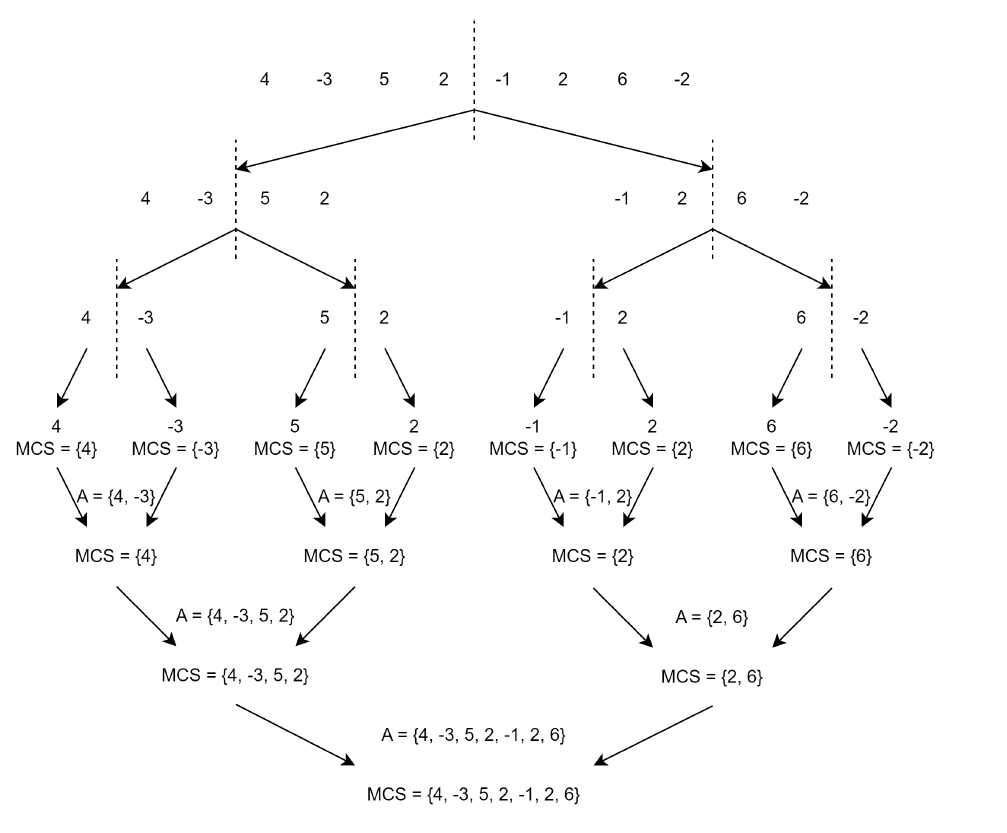 4 -3 5 2 -1 2 6 -2
4 -3 5 2 -1 2 6 -2
4 -3 5 2 -1 2 6 -2
4 -3 5 2 -1 2 6 -2
MCS = {4} MCS = {-3} MCS = {5} MCS = {2} MCS = {-1} MCS = {2} MCS = {6} MCS = {-2}
A = {4, -3} A = {5, 2} A = {-1, 2} A = {6, -2}
MCS = {4} MCS = {5, 2} MCS = {2} MCS = {6}
A = {4, -3, 5, 2} A = {2, 6}
MCS = {4, -3, 5, 2} MCS = {2, 6}
A = {4, -3, 5, 2, -1, 2, 6}
MCS = {4, -3, 5, 2, -1, 2, 6}